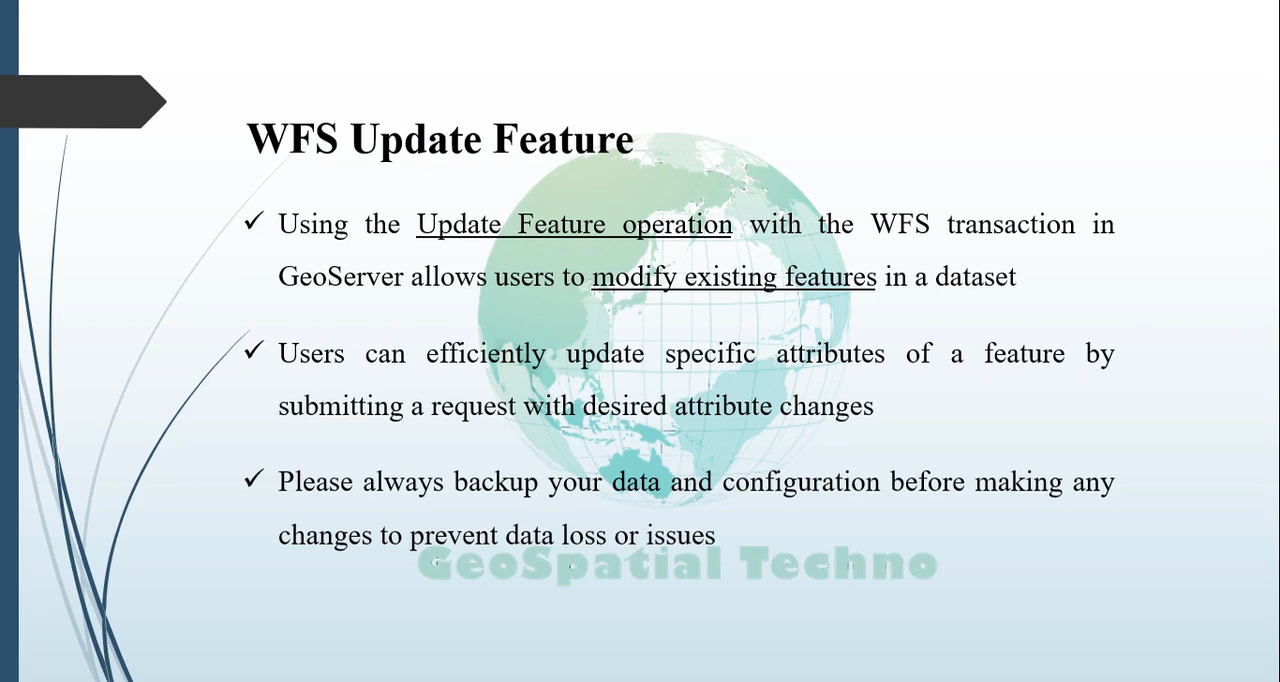 WFS Update Feature
✓ Using the Update Feature operation with the WFS transaction in
GeoServer allows users to modify existing features in a dataset
✓ Users can efficiently update specific attributes of a feature by
submitting a request with desired attribute changes
✓ Please always backup your data and configuration before making any
changes to prevent data loss or issues
GeoSpatial Techno